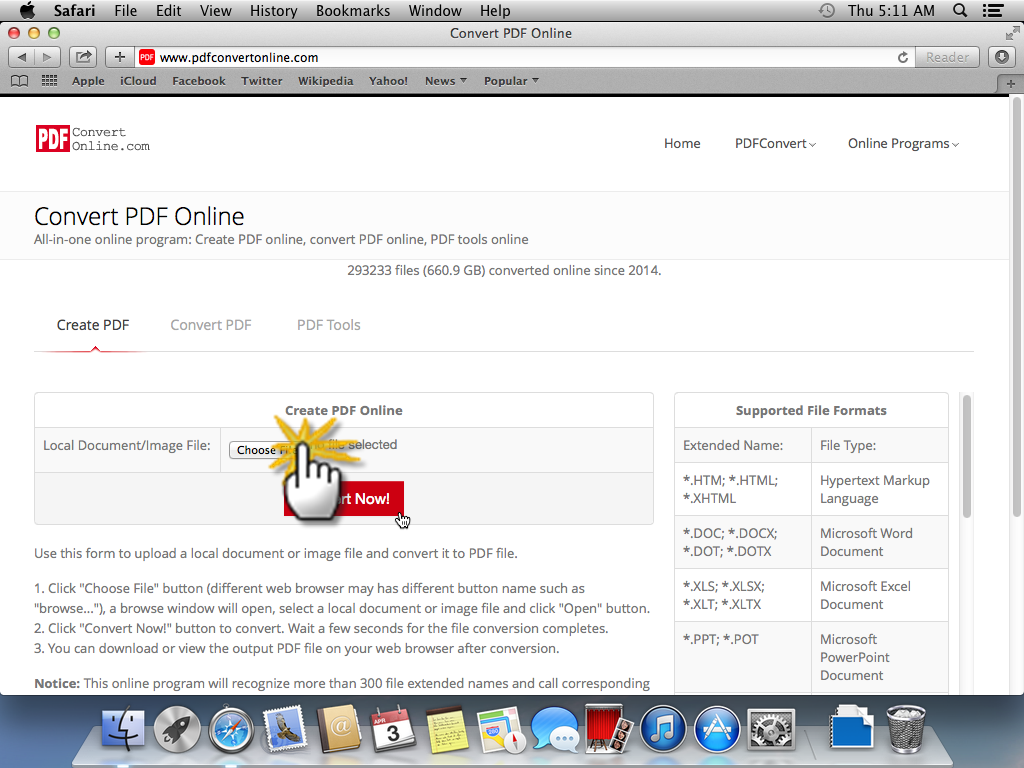 Safari File Edit View History Bookmarks Window Help Thu 5:11 AM
Convert PDF Online
PDF www.pdfconvertonline.com Reader
Apple iCloud Facebook Twitter Wikipedia Yahoo! News Popular
PDF Convert
Online.com
Home PDFConvert Online Programs
Convert PDF Online
All-in-one online program: Create PDF online, convert PDF online, PDF tools online
293233 files (660.9 GB) converted online since 2014.
Create PDF Convert PDF PDF Tools
Create PDF Online
Local Document/Image File: Choose file selected
Now!
Use this form to upload a local document or image file and convert it to PDF file.
1. Click "Choose File" button (different web browser may has different button name such as
"browse..."), a browse window will open, select a local document or image file and click "Open" button.
2. Click "Convert Now!" button to convert. Wait a few seconds for the file conversion completes.
3. You can download or view the output PDF file on your web browser after conversion.
Notice: This online program will recognize more than 300 file extended names and call corresponding
Supported File Formats
Extended Name: File Type:
*.HTM; *.HTML; Hypertext Markup
*.XHTML Language
*.DOC; *.DOCX; Microsoft Word
*.DOT; *.DOTX Document
*.XLS; *.XLSX; Microsoft Excel
*.XLT; *.XLTX Document
*.PPT; *.POT Microsoft
PowerPoint
Document
APR
3